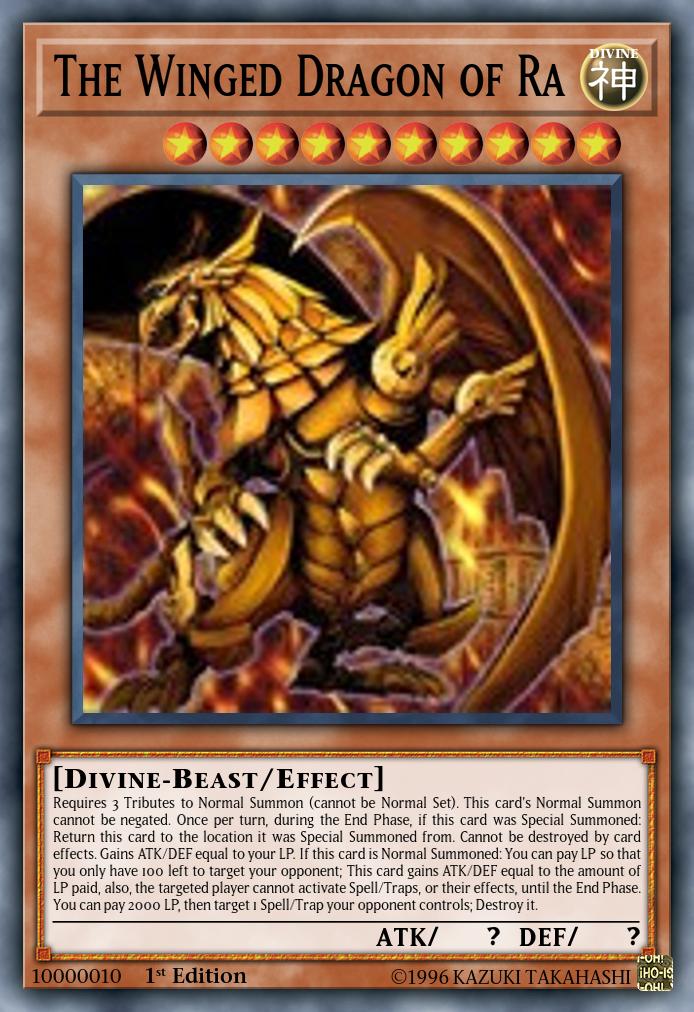 The Winged Dragon of Ra
DIVINE
神
[Divine-Beast/Effect]
Requires 3 Tributes to Normal Summon (cannot be Normal Set). This card's Normal Summon
cannot be negated. Once per turn, during the End Phase, if this card was Special Summoned:
Return this card to the location it was Special Summoned from. Cannot be destroyed by card
effects. Gains ATK/DEF equal to your LP. If this card is Normal Summoned: You can pay LP so that
you only have 100 left to target your opponent; This card gains ATK/DEF equal to the amount of
LP paid, also, the targeted player cannot activate Spell/Traps, or their effects, until the End Phase.
You can pay 2000 LP, then target 1 Spell/Trap your opponent controls; Destroy it.
ATK/ ? DEF/ ?
10000010 1st Edition ©1996 KAZUKI TAKAHASHI